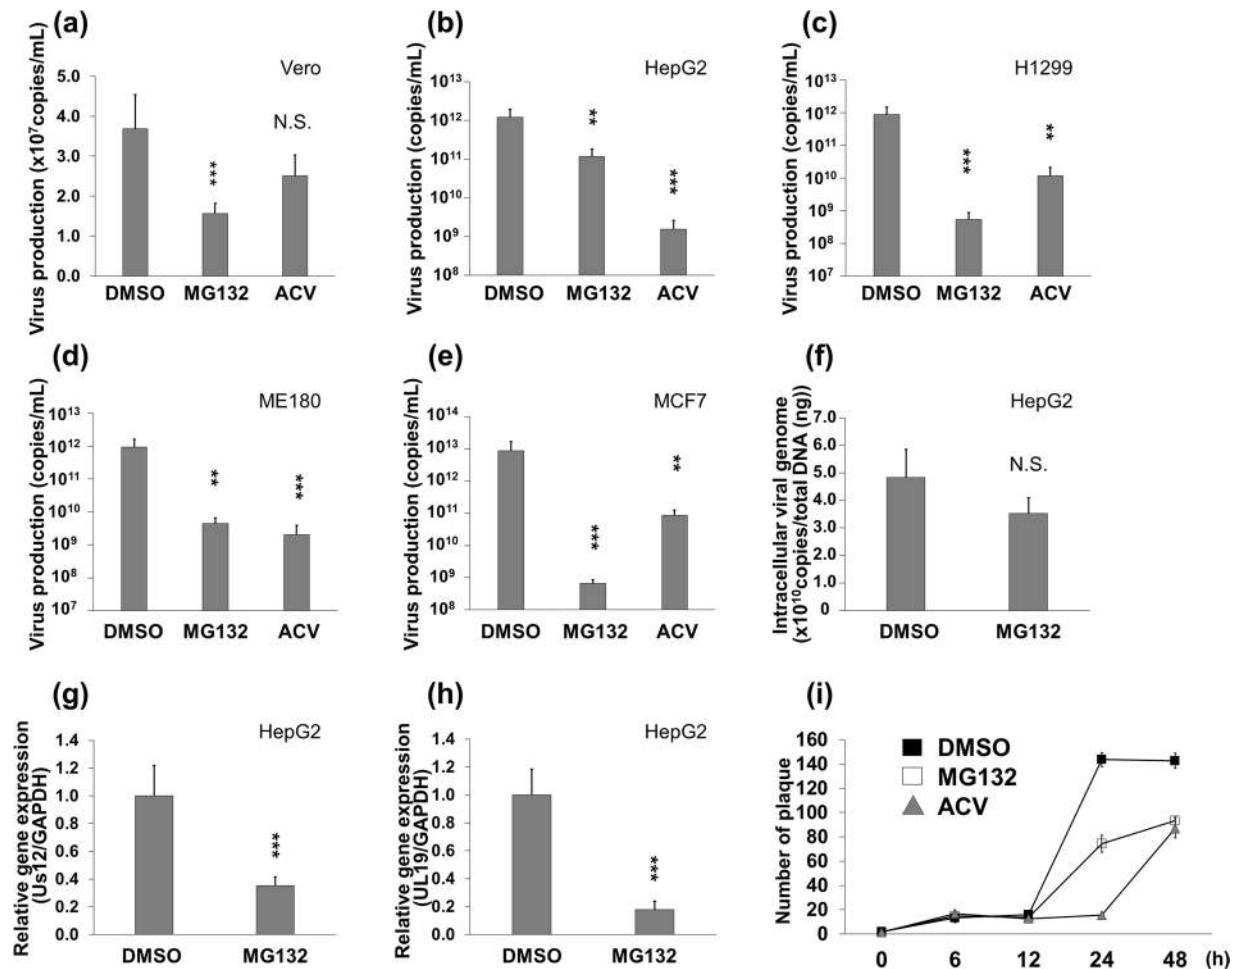 (a)
Vero
Virus production (x10⁷copies/mL)
5.0
4.0
3.0
2.0
1.0
0.0
***
N.S.
DMSO MG132 ACV
(b)
HepG2
Virus production (copies/mL)
10¹³
10¹²
10¹¹
10¹⁰
10⁹
10⁸
**
***
DMSO MG132 ACV
(c)
H1299
Virus production (copies/mL)
10¹³
10¹²
10¹¹
10¹⁰
10⁹
10⁸
10⁷
***
**
DMSO MG132 ACV
(d)
ME180
Virus production (copies/mL)
10¹³
10¹²
10¹¹
10¹⁰
10⁹
10⁸
10⁷
**
***
DMSO MG132 ACV
(e)
MCF7
Virus production (copies/mL)
10¹⁴
10¹³
10¹²
10¹¹
10¹⁰
10⁹
10⁸
***
**
DMSO MG132 ACV
(f)
HepG2
Intracellular viral genome
(x10¹⁰copies/total DNA (ng))
7.0
6.0
5.0
4.0
3.0
2.0
1.0
0
N.S.
DMSO MG132
(g)
HepG2
Relative gene expression
(Us12/GAPDH)
1.4
1.2
1.0
0.8
0.6
0.4
0.2
0.0
***
DMSO MG132
(h)
HepG2
Relative gene expression
(UL19/GAPDH)
1.4
1.2
1.0
0.8
0.6
0.4
0.2
0.0
***
DMSO MG132
(i)
Number of plaque
160
140
120
100
80
60
40
20
0
DMSO
MG132
ACV
0 6 12 24 48 (h)